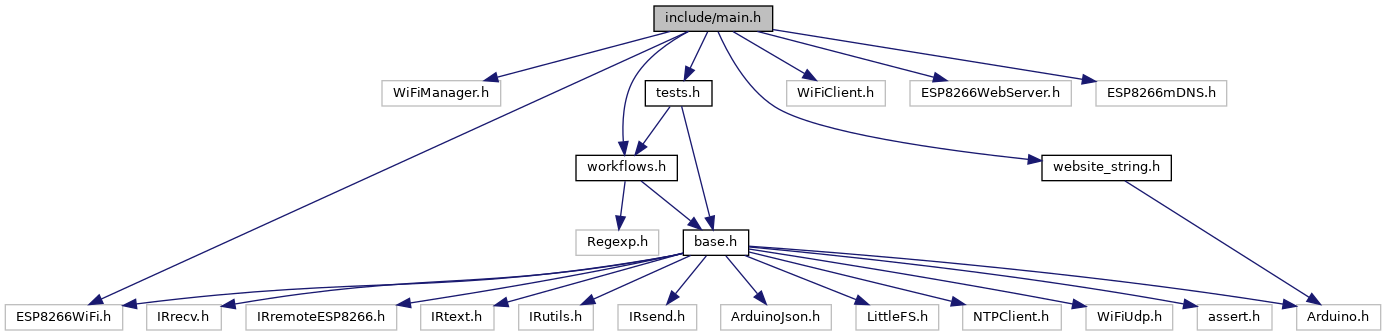 include/main.h
WiFiManager.h
tests.h
WiFiClient.h
ESP8266WebServer.h
ESP8266mDNS.h
workflows.h
website_string.h
Regexp.h
base.h
ESP8266WiFi.h
IRrecv.h
IRremoteESP8266.h
IRtext.h
IRutils.h
IRsend.h
ArduinoJson.h
LittleFS.h
NTPClient.h
WiFiUdp.h
assert.h
Arduino.h